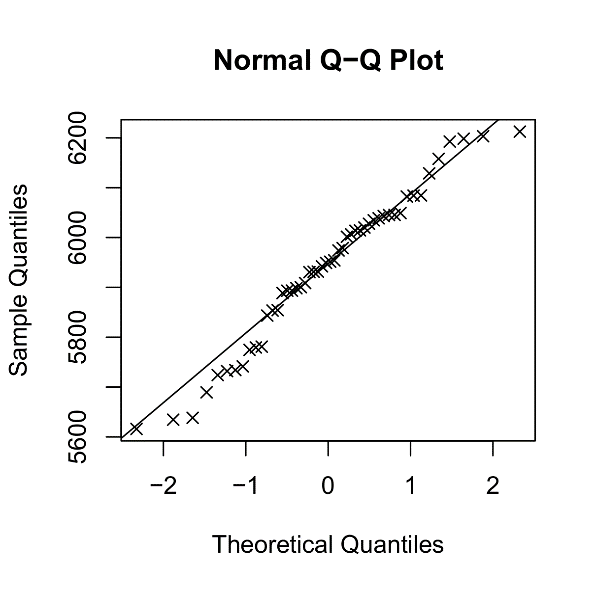 Normal Q−Q Plot
Sample Quantiles
6200
6000
5800
5600
−2 −1 0 1 2
Theoretical Quantiles